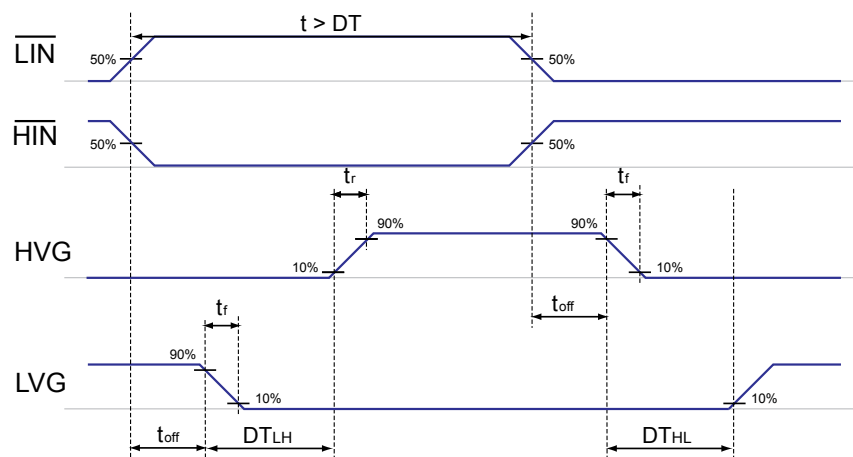 t > DT
LIN
50%
50%
HIN
50%
50%
tr
tf
HVG
90%
90%
10%
10%
tf
toff
LVG
90%
10%
10%
toff
DTLH
DTHL